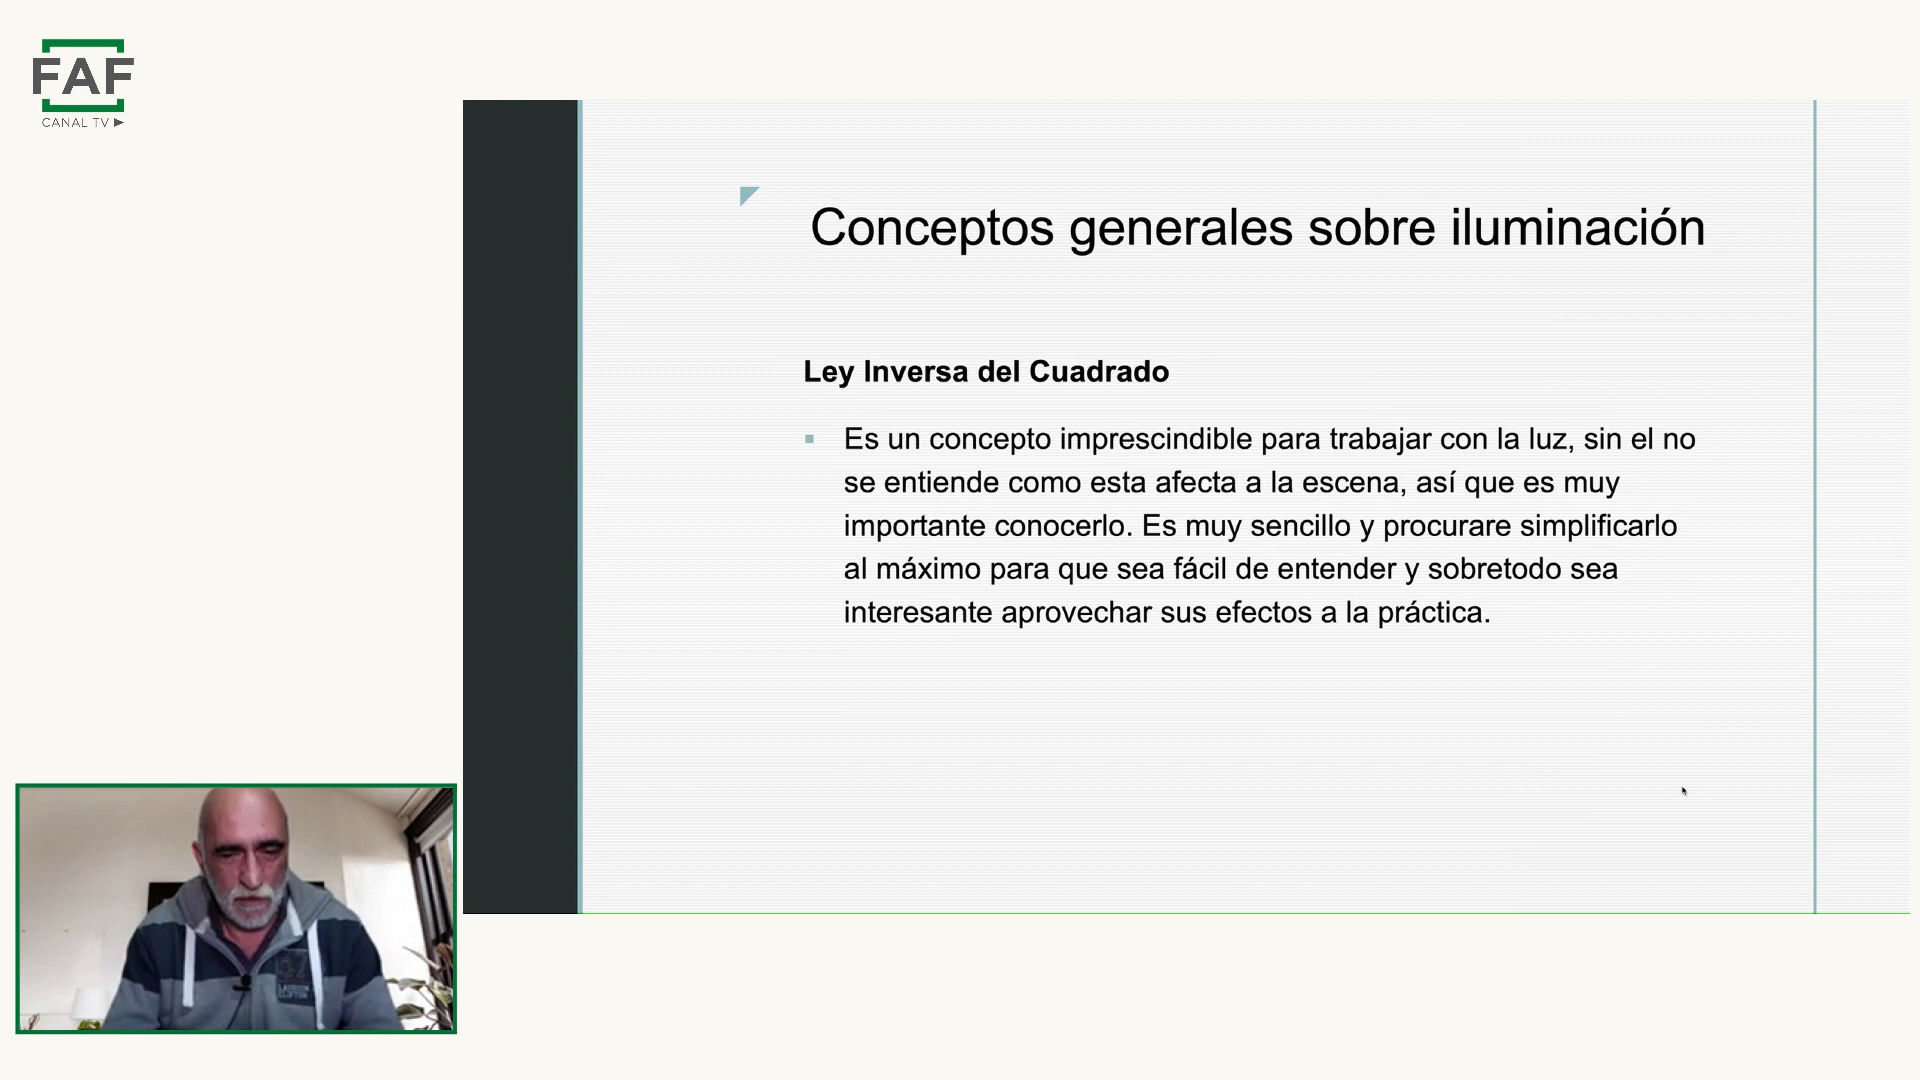 FAF
CANAL TV
Conceptos generales sobre iluminación
Ley Inversa del Cuadrado
Es un concepto imprescindible para trabajar con la luz, sin el no
se entiende como esta afecta a la escena, así que es muy
importante conocerlo. Es muy sencillo y procurare simplificarlo
al máximo para que sea fácil de entender y sobretodo sea
interesante aprovechar sus efectos a la práctica.